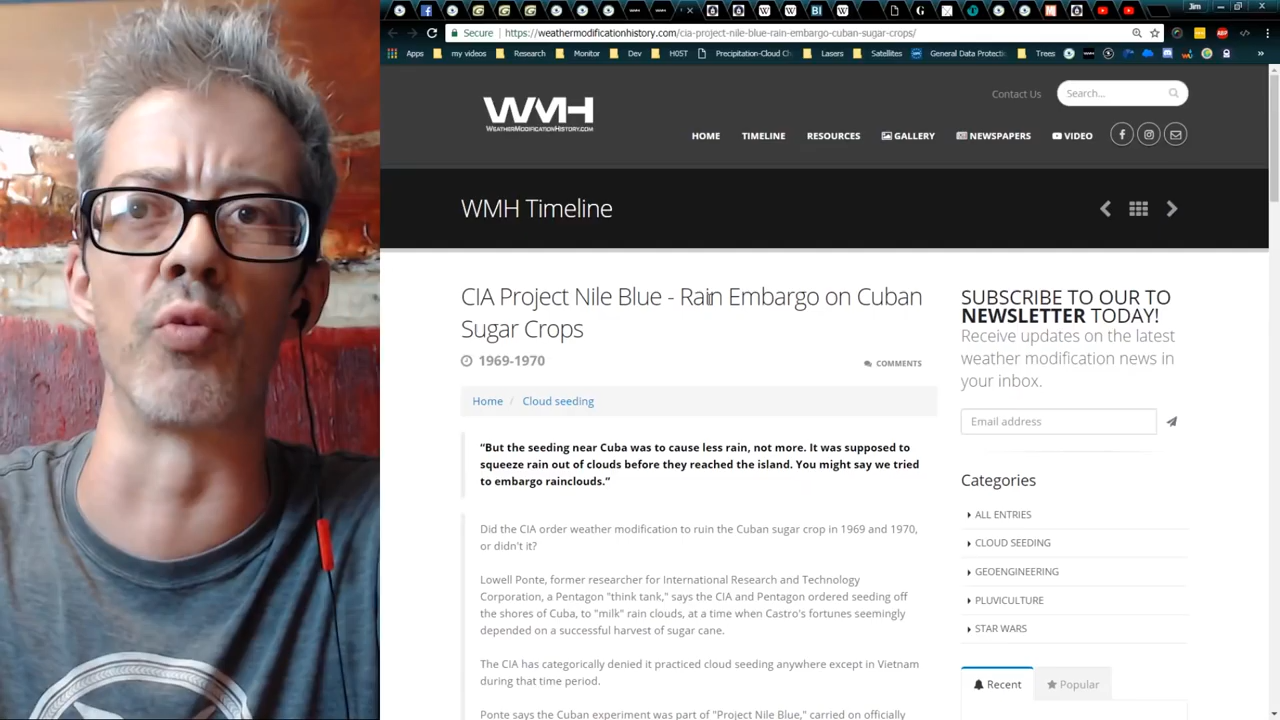 Jim
Secure
https://weathermodificationhistory.com/cia-project-nile-blue-rain-embargo-cuban-sugar-crops/
Apps
my videos
Research
Monitor
Dev
H05T
Precipitation-Cloud Ch
Lasers
Satellites
General Data Protectio
Trees
WMH
WEATHERMODIFICATIONHISTORY.COM
Contact Us
Search...
HOME
TIMELINE
RESOURCES
GALLERY
NEWSPAPERS
VIDEO
WMH Timeline
CIA Project Nile Blue - Rain Embargo on Cuban
Sugar Crops
1969-1970
COMMENTS
Home / Cloud seeding
“But the seeding near Cuba was to cause less rain, not more. It was supposed to
squeeze rain out of clouds before they reached the island. You might say we tried
to embargo rainclouds.”
Did the CIA order weather modification to ruin the Cuban sugar crop in 1969 and 1970,
or didn't it?
Lowell Ponte, former researcher for International Research and Technology
Corporation, a Pentagon "think tank," says the CIA and Pentagon ordered seeding off
the shores of Cuba, to "milk" rain clouds, at a time when Castro's fortunes seemingly
depended on a successful harvest of sugar cane.
The CIA has categorically denied it practiced cloud seeding anywhere except in Vietnam
during that time period.
Ponte says the Cuban experiment was part of "Project Nile Blue," carried on officially
SUBSCRIBE TO OUR TO
NEWSLETTER TODAY!
Receive updates on the latest
weather modification news in
your inbox.
Email address
Categories
ALL ENTRIES
CLOUD SEEDING
GEOENGINEERING
PLUVICULTURE
STAR WARS
Recent
Popular